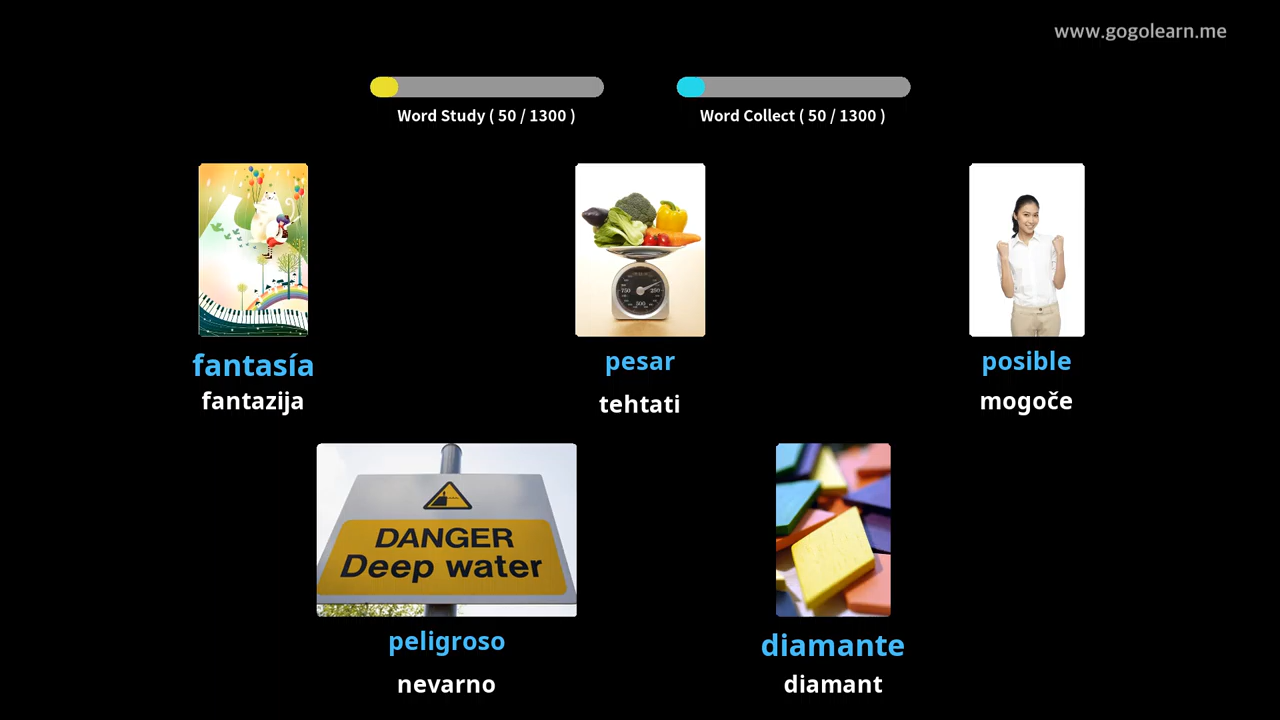 www.gogolearn.me
Word Study ( 50 / 1300 )
Word Collect ( 50 / 1300 )
fantasía
fantazija
pesar
tehtati
posible
mogoče
DANGER
Deep water
peligroso
nevarno
diamante
diamant